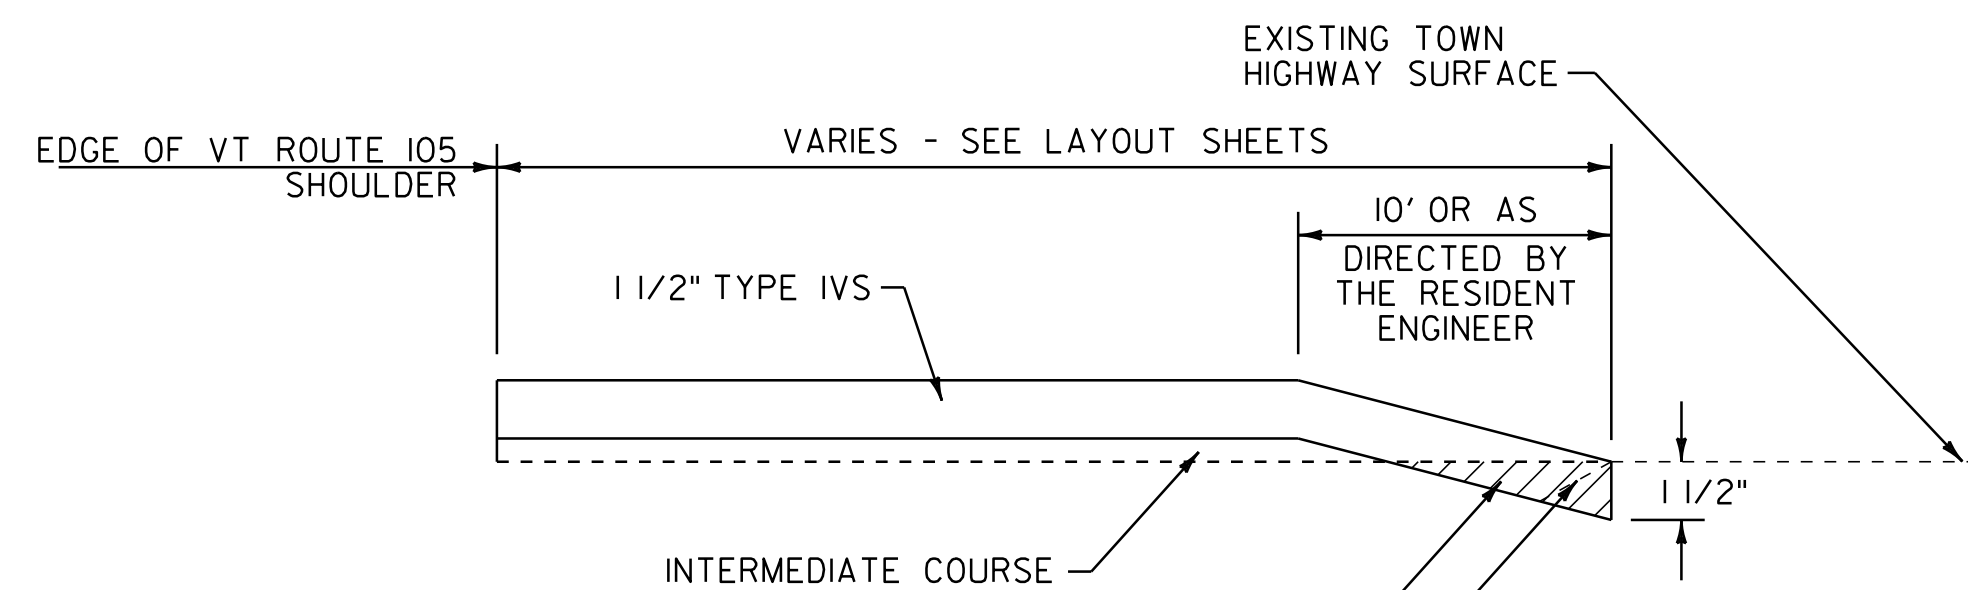 EXISTING TOWN
HIGHWAY SURFACE
EDGE OF VT ROUTE 105
SHOULDER
VARIES - SEE LAYOUT SHEETS
10' OR AS
DIRECTED BY
THE RESIDENT
ENGINEER
1 1/2" TYPE IVS
1 1/2"
INTERMEDIATE COURSE